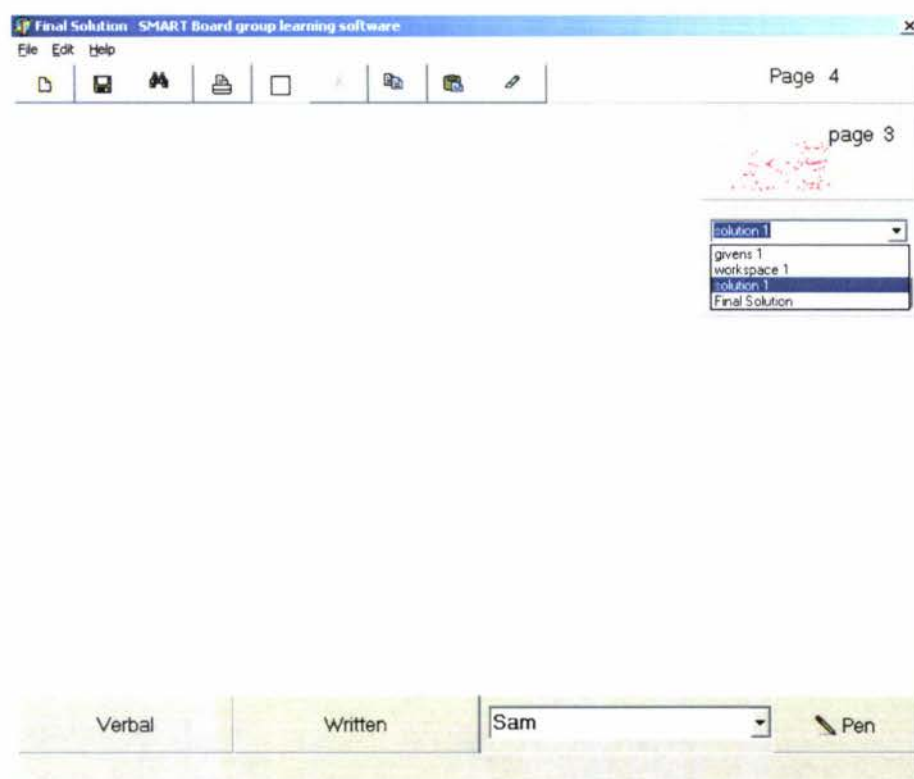 Final Solution SMART Board group learning software
File Edit Help
Page 4
page 3
solution 1
givens 1
workspace 1
solution 1
Final Solution
Verbal Written Sam Pen